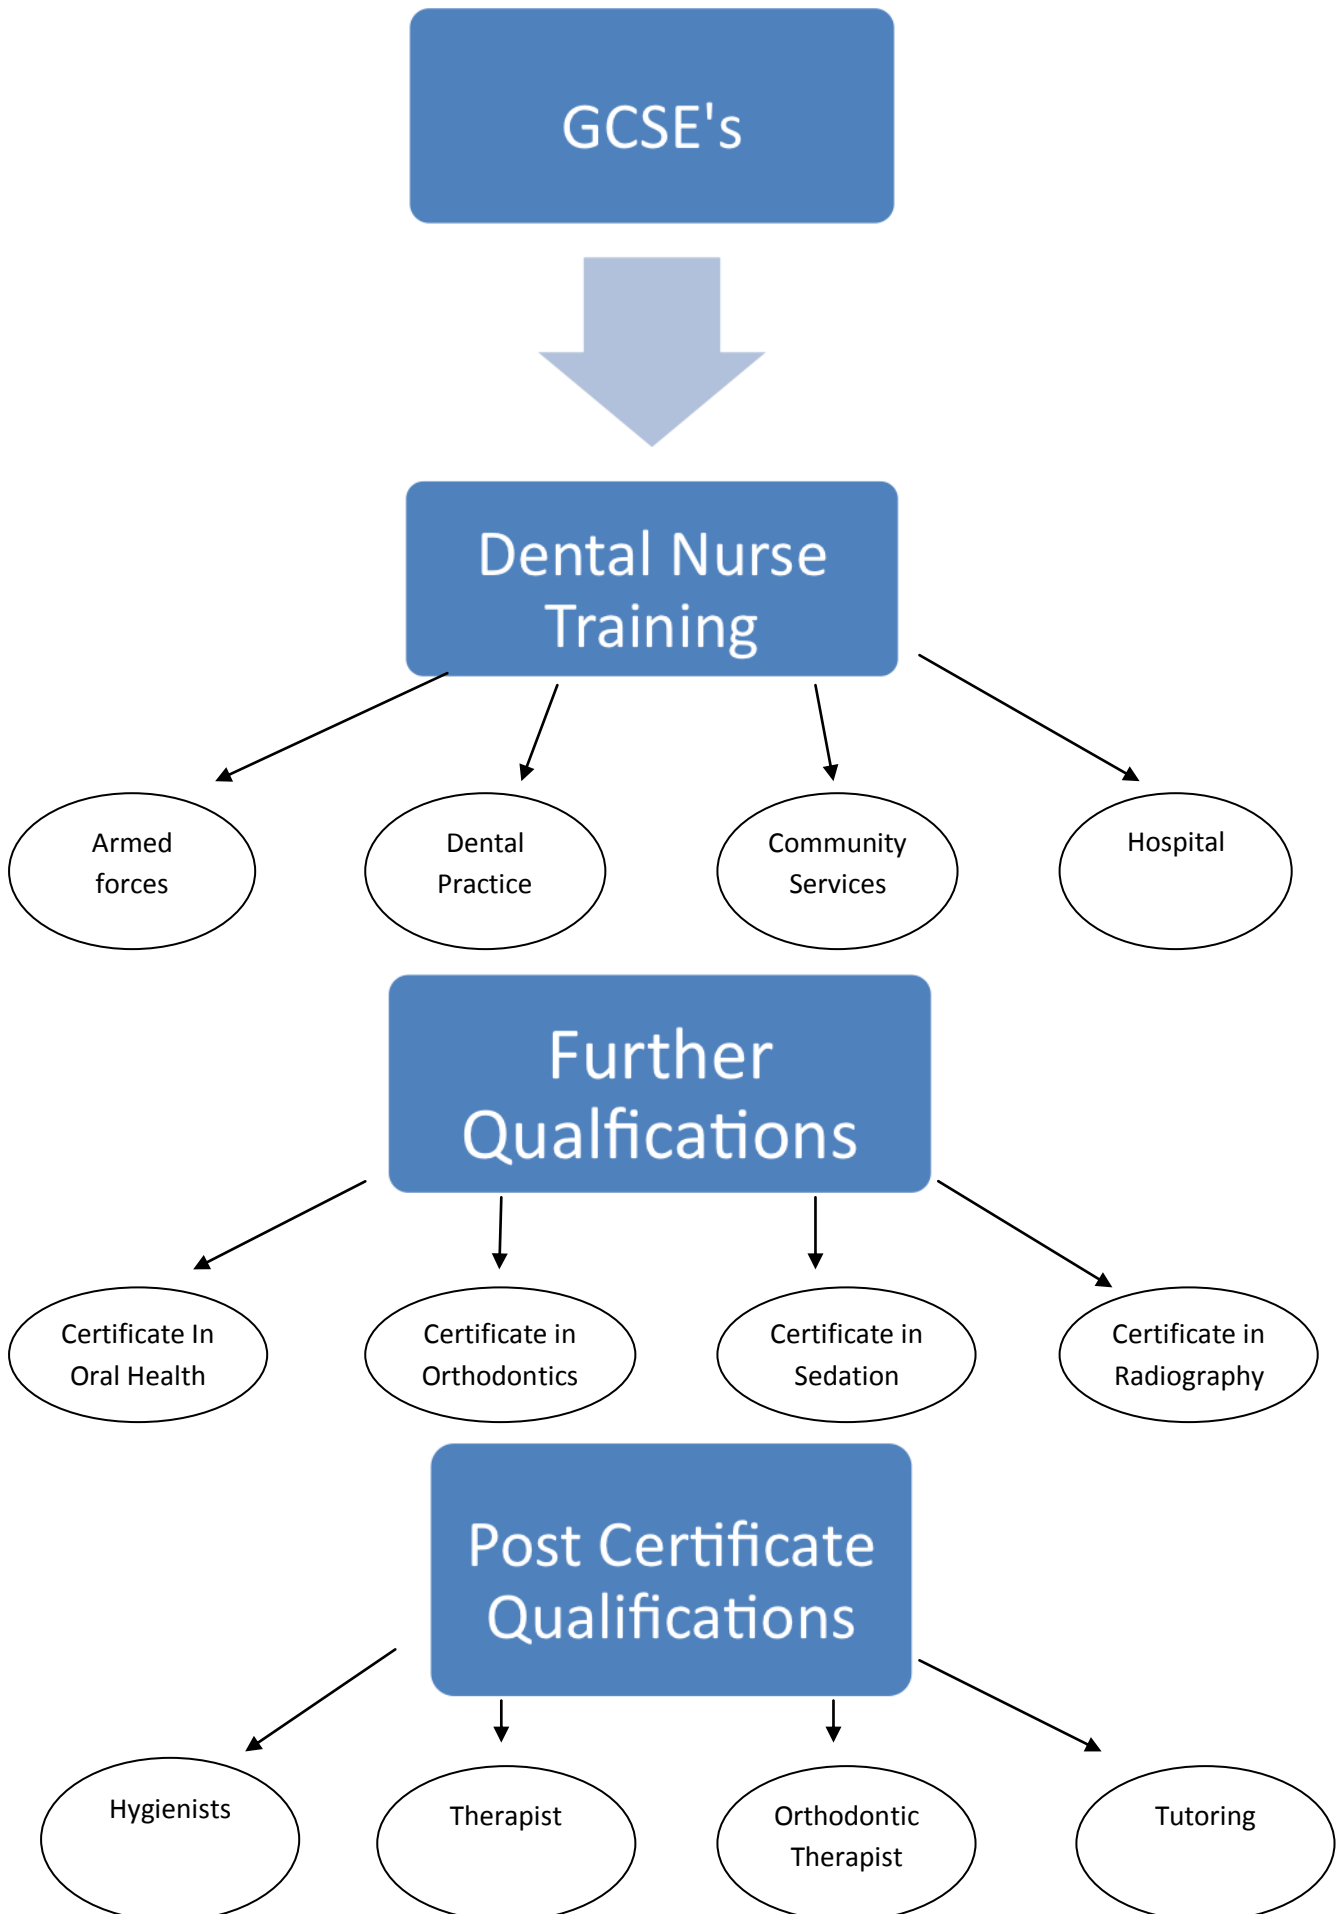 GCSE's
Dental Nurse
Training
Armed
forces
Dental
Practice
Community
Services
Hospital
Further
Qualfications
Certificate In
Oral Health
Certificate in
Orthodontics
Certificate in
Sedation
Certificate in
Radiography
Post Certificate
Qualifications
Hygienists
Therapist
Orthodontic
Therapist
Tutoring